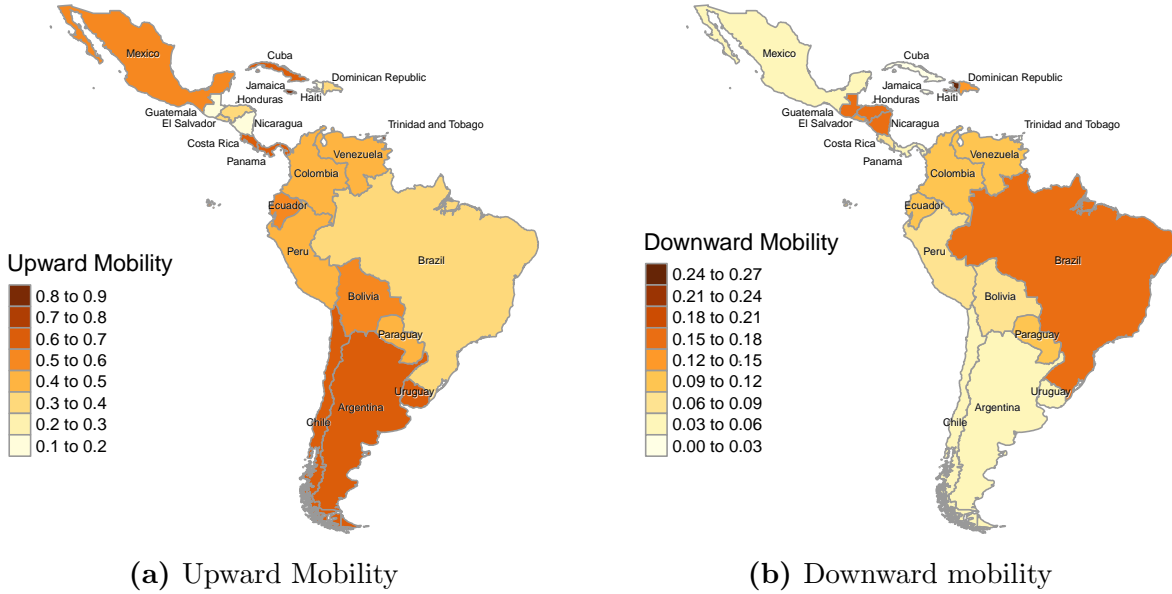 Mexico
Cuba
Dominican Republic
Jamaica
Haiti
Honduras
Guatemala
El Salvador
Nicaragua
Trinidad and Tobago
Costa Rica
Panama
Venezuela
Colombia
Ecuador
Peru
Brazil
Bolivia
Paraguay
Uruguay
Argentina
Chile
Upward Mobility
0.8 to 0.9
0.7 to 0.8
0.6 to 0.7
0.5 to 0.6
0.4 to 0.5
0.3 to 0.4
0.2 to 0.3
0.1 to 0.2
(a) Upward Mobility
Mexico
Cuba
Dominican Republic
Jamaica
Haiti
Honduras
Guatemala
El Salvador
Nicaragua
Trinidad and Tobago
Costa Rica
Panama
Venezuela
Colombia
Ecuador
Peru
Brazil
Bolivia
Paraguay
Uruguay
Argentina
Chile
Downward Mobility
0.24 to 0.27
0.21 to 0.24
0.18 to 0.21
0.15 to 0.18
0.12 to 0.15
0.09 to 0.12
0.06 to 0.09
0.03 to 0.06
0.00 to 0.03
(b) Downward mobility